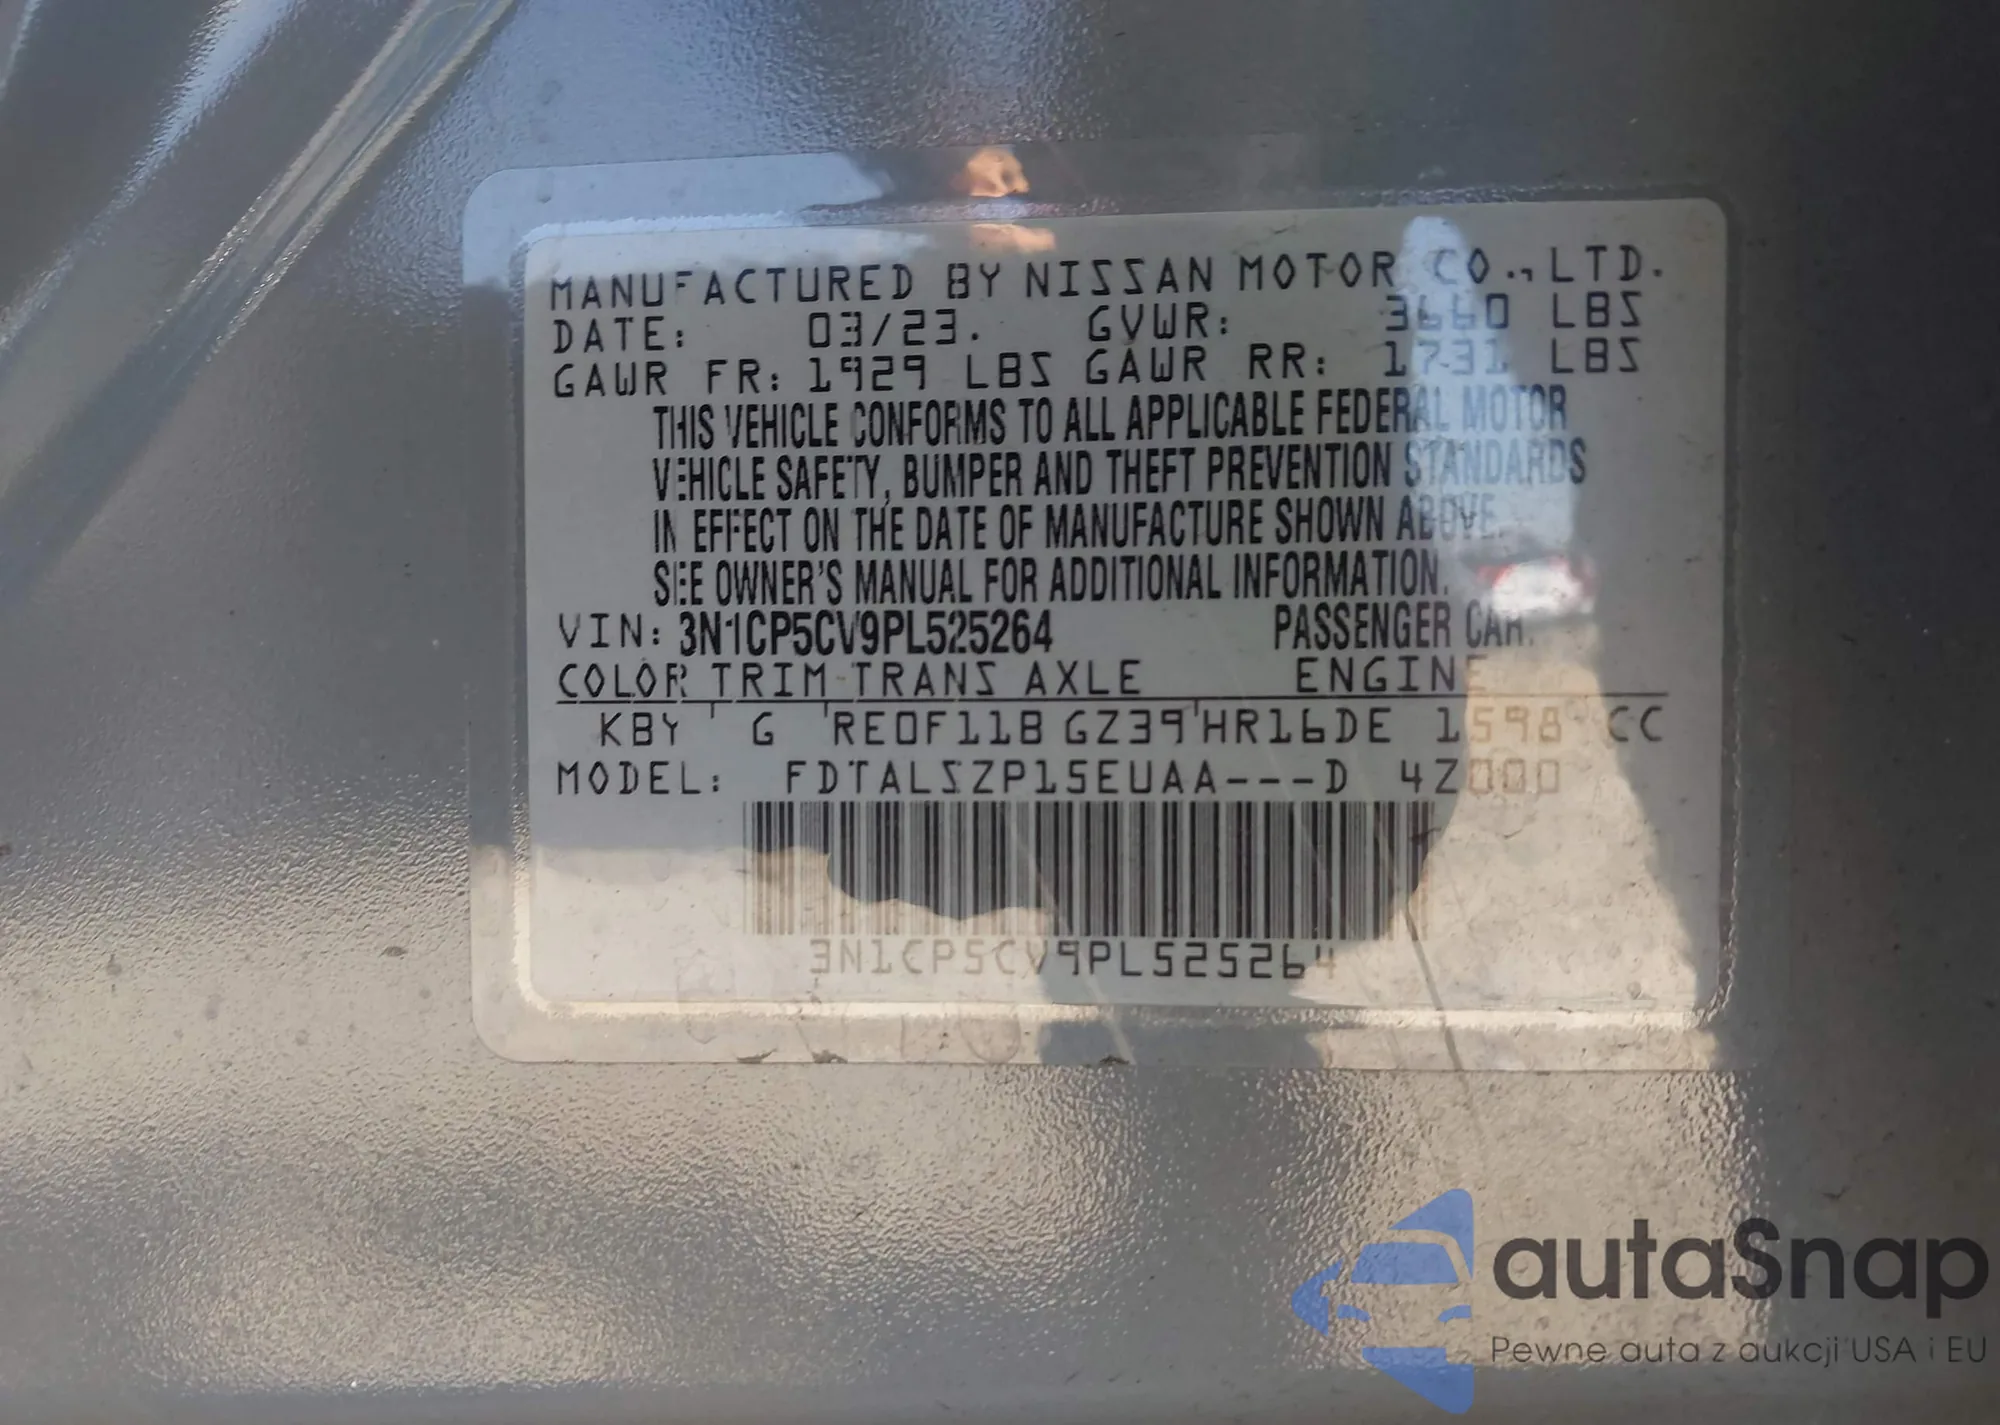 MANUFACTURED BY NISSAN MOTOR CO., LTD.
DATE: 03/23. GVWR: 3660 LBS
GAWR FR: 1929 LBS GAWR RR: 1731 LBS
THIS VEHICLE CONFORMS TO ALL APPLICABLE FEDERAL MOTOR
VEHICLE SAFETY, BUMPER AND THEFT PREVENTION STANDARDS
IN EFFECT ON THE DATE OF MANUFACTURE SHOWN ABOVE.
SEE OWNER'S MANUAL FOR ADDITIONAL INFORMATION.
VIN: 3N1CP5CV9PL525264 PASSENGER CAR.
COLOR TRIM TRANS AXLE ENGINE
KBY G RE0F11B GZ39 HR16DE 1598 CC
MODEL: FDTALSZP15EUAA---D 4Z000
3N1CP5CV9PL525264
autaSnap
Pewne auta z aukcji USA i EU